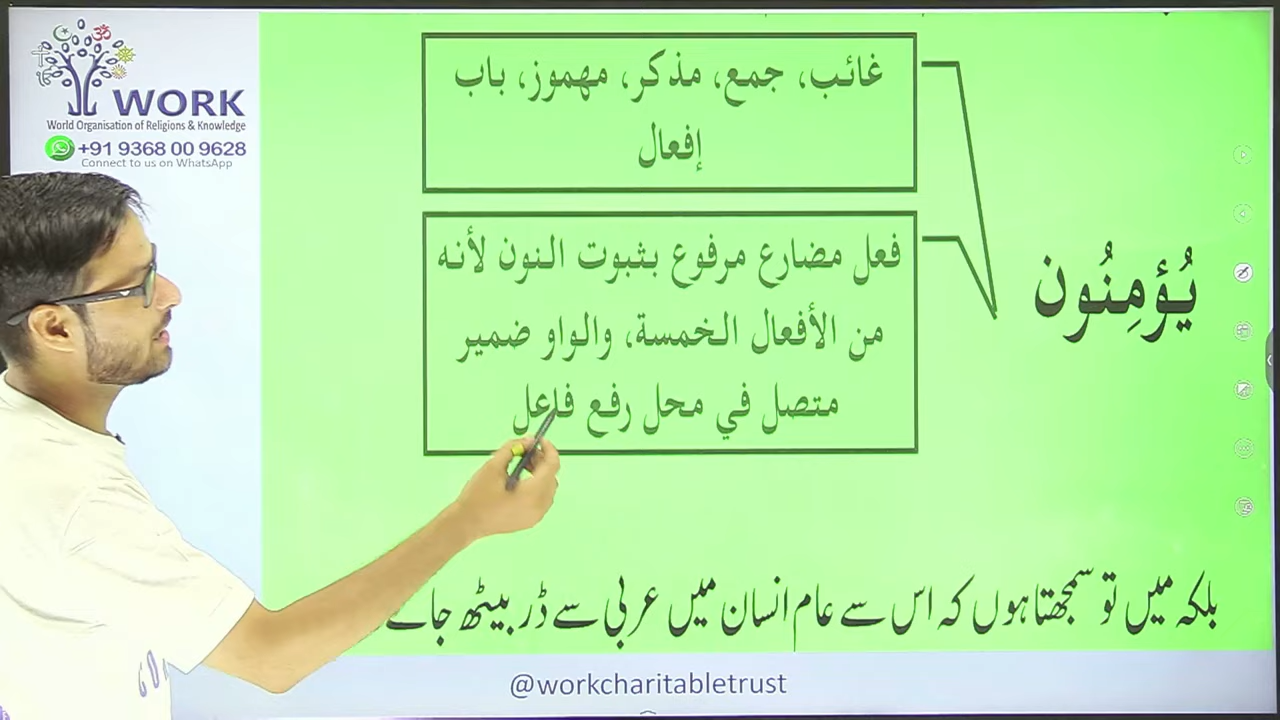 WORK
World Organisation of Religions & Knowledge
+91 9368 00 9628
Connect to us on WhatsApp
غائب، جمع، مذكر، مهموز، باب
إفعال
فعل مضارع مرفوع بثبوت النون لأنه
من الأفعال الخمسة، والواو ضمير
متصل في محل رفع فاعل
يُؤمِنُون
بلکہ میں تو سمجھتا ہوں کہ اس سے عام انسان میں عربی سے ڈر بیٹھ جائے
@workcharitabletrust